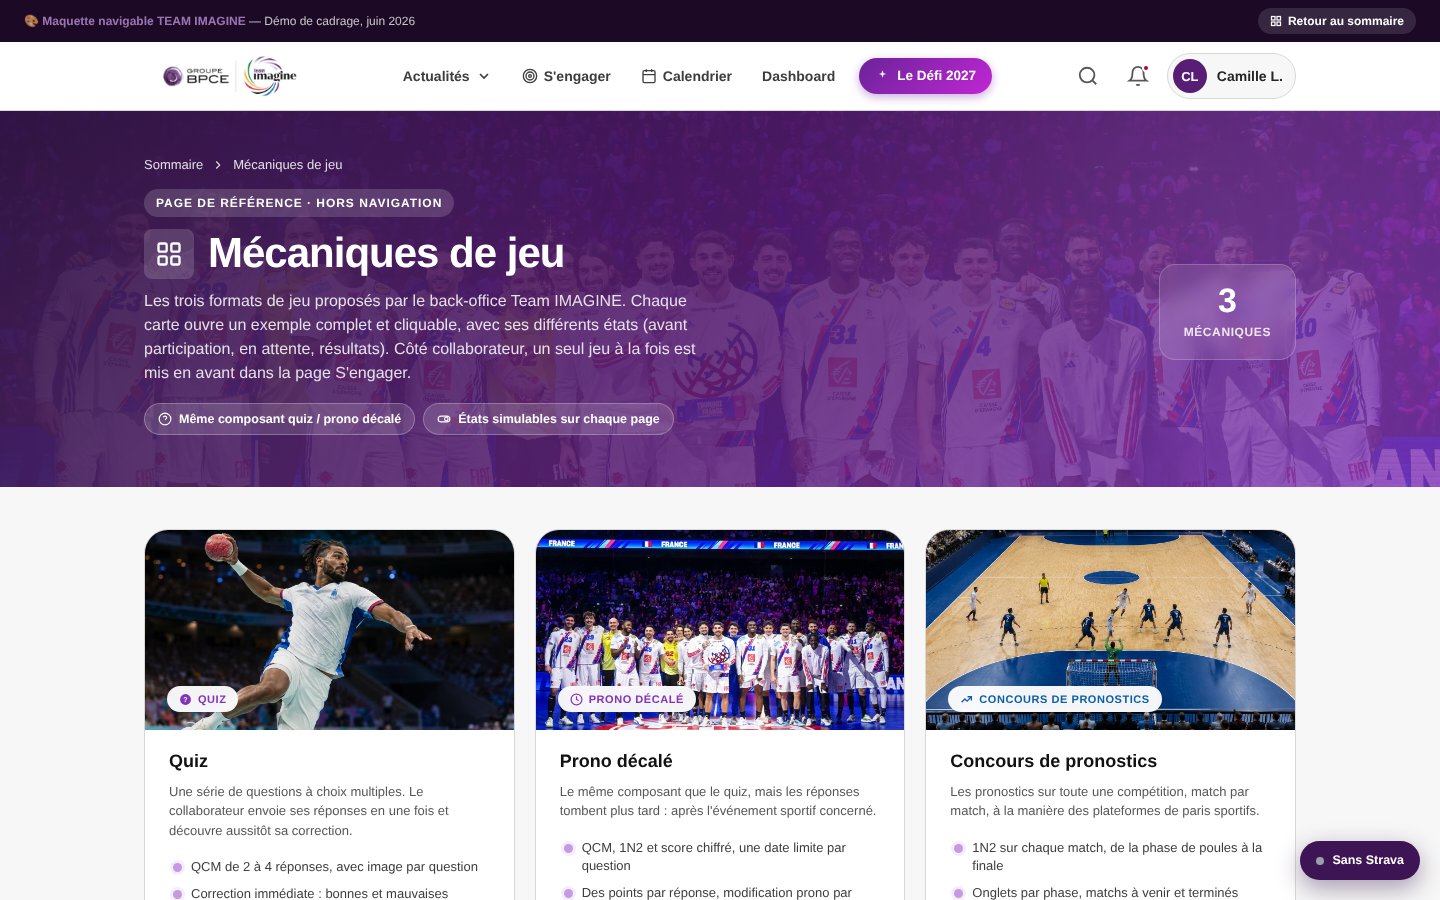 🎨 Maquette navigable TEAM IMAGINE — Démo de cadrage, juin 2026
Retour au sommaire
GROUPE
BPCE
team
imagine
Actualités
S'engager
Calendrier
Dashboard
Le Défi 2027
CL
Camille L.
Sommaire > Mécaniques de jeu
PAGE DE RÉFÉRENCE · HORS NAVIGATION
Mécaniques de jeu
Les trois formats de jeu proposés par le back-office Team IMAGINE. Chaque
carte ouvre un exemple complet et cliquable, avec ses différents états (avant
participation, en attente, résultats). Côté collaborateur, un seul jeu à la fois est
mis en avant dans la page S'engager.
Même composant quiz / prono décalé
États simulables sur chaque page
3
MÉCANIQUES
QUIZ
Quiz
Une série de questions à choix multiples. Le
collaborateur envoie ses réponses en une fois et
découvre aussitôt sa correction.
QCM de 2 à 4 réponses, avec image par question
Correction immédiate : bonnes et mauvaises
FRANCE
FRANCE
FRANCE
PRONO DÉCALÉ
Prono décalé
Le même composant que le quiz, mais les réponses
tombent plus tard : après l'événement sportif concerné.
QCM, 1N2 et score chiffré, une date limite par
question
Des points par réponse, modification prono par
CONCOURS DE PRONOSTICS
Concours de pronostics
Les pronostics sur toute une compétition, match par
match, à la manière des plateformes de paris sportifs.
1N2 sur chaque match, de la phase de poules à la
finale
Onglets par phase, matchs à venir et terminés
Sans Strava